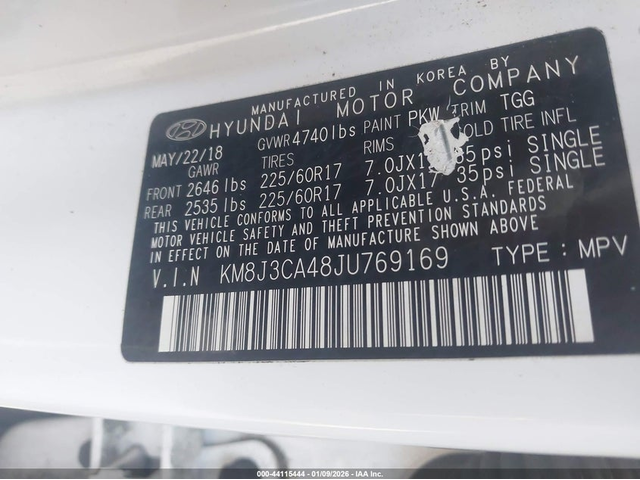 MANUFACTURED IN KOREA BY
HYUNDAI MOTOR COMPANY
MAY/22/18 GVWR 4740 lbs PAINT PKW TRIM TGG
GAWR TIRES RIMS COLD TIRE INFL
FRONT 2646 lbs 225/60R17 7.0JX17 35psi SINGLE
REAR 2535 lbs 225/60R17 7.0JX17 35psi SINGLE
THIS VEHICLE CONFORMS TO ALL APPLICABLE U.S.A. FEDERAL
MOTOR VEHICLE SAFETY AND THEFT PREVENTION STANDARDS
IN EFFECT ON THE DATE OF MANUFACTURE SHOWN ABOVE.
V.I.N KM8J3CA48JU769169 TYPE : MPV
000-44115444 - 01/09/2026 - IAA Inc.